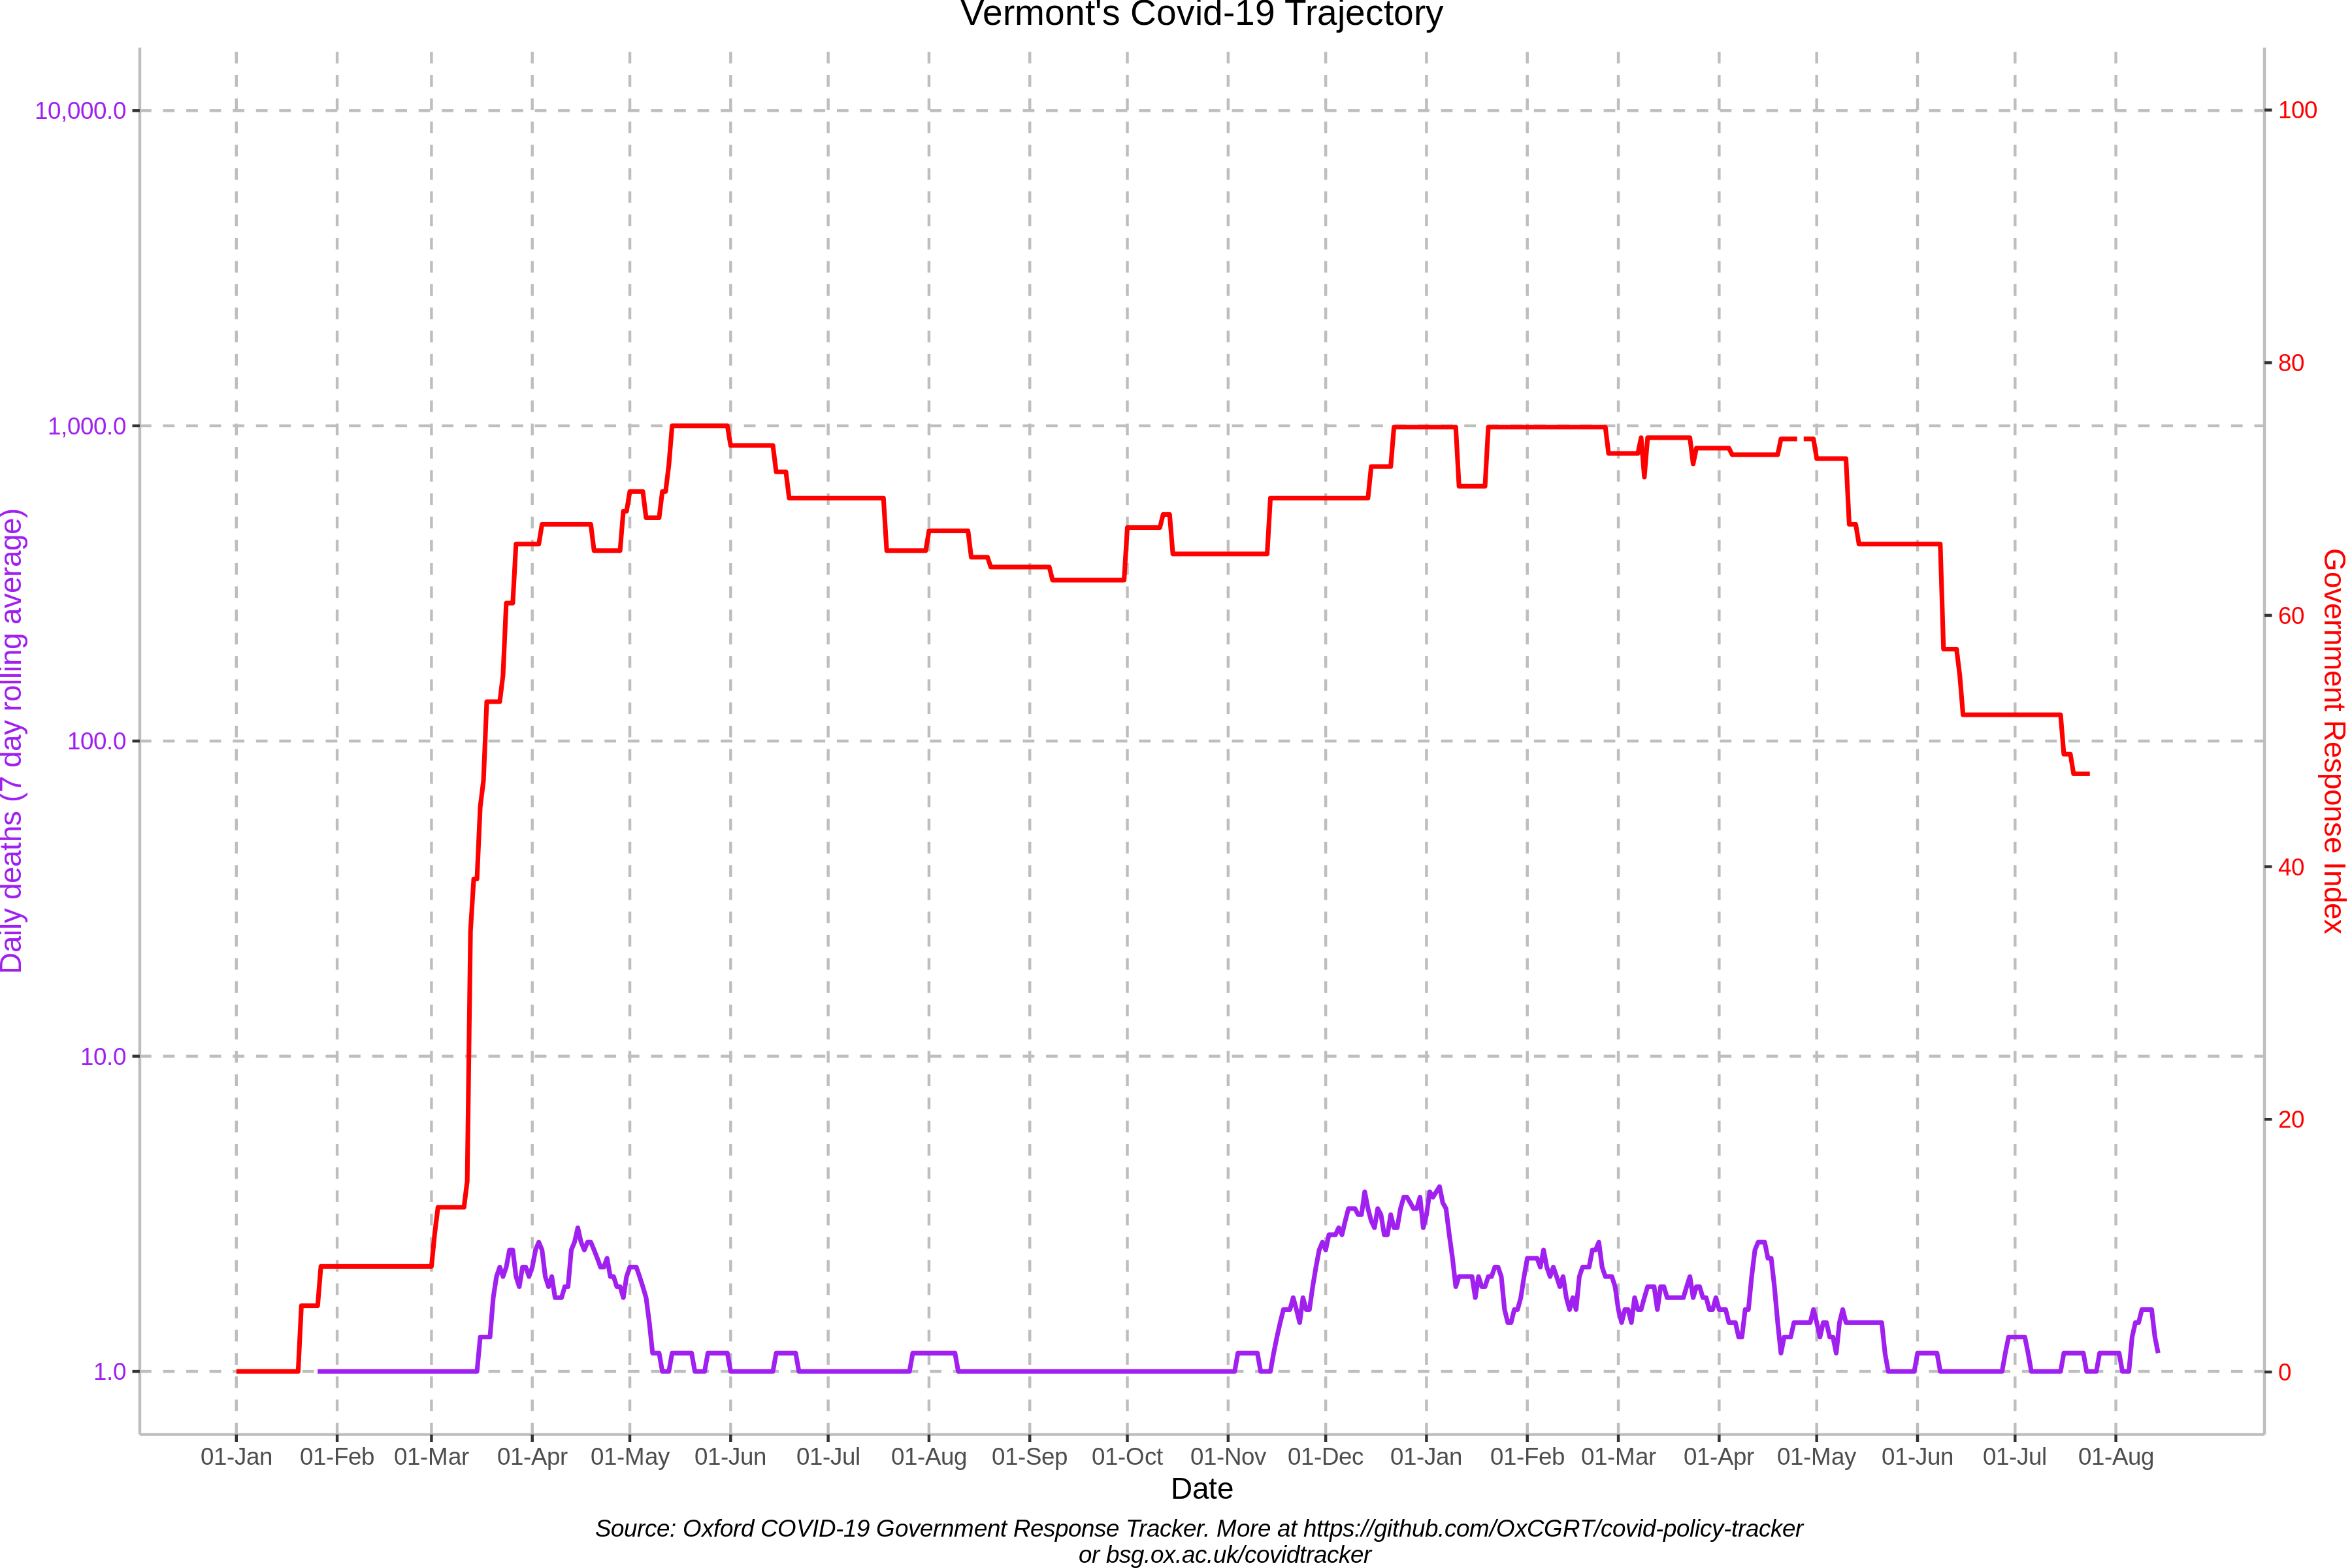 Vermont's Covid-19 Trajectory
10,000.0
1,000.0
100.0
10.0
1.0
Daily deaths (7 day rolling average)
100
80
60
40
20
0
Government Response Index
01-Jan 01-Feb 01-Mar 01-Apr 01-May 01-Jun 01-Jul 01-Aug 01-Sep 01-Oct 01-Nov 01-Dec 01-Jan 01-Feb 01-Mar 01-Apr 01-May 01-Jun 01-Jul 01-Aug
Date
Source: Oxford COVID-19 Government Response Tracker. More at https://github.com/OxCGRT/covid-policy-tracker
or bsg.ox.ac.uk/covidtracker